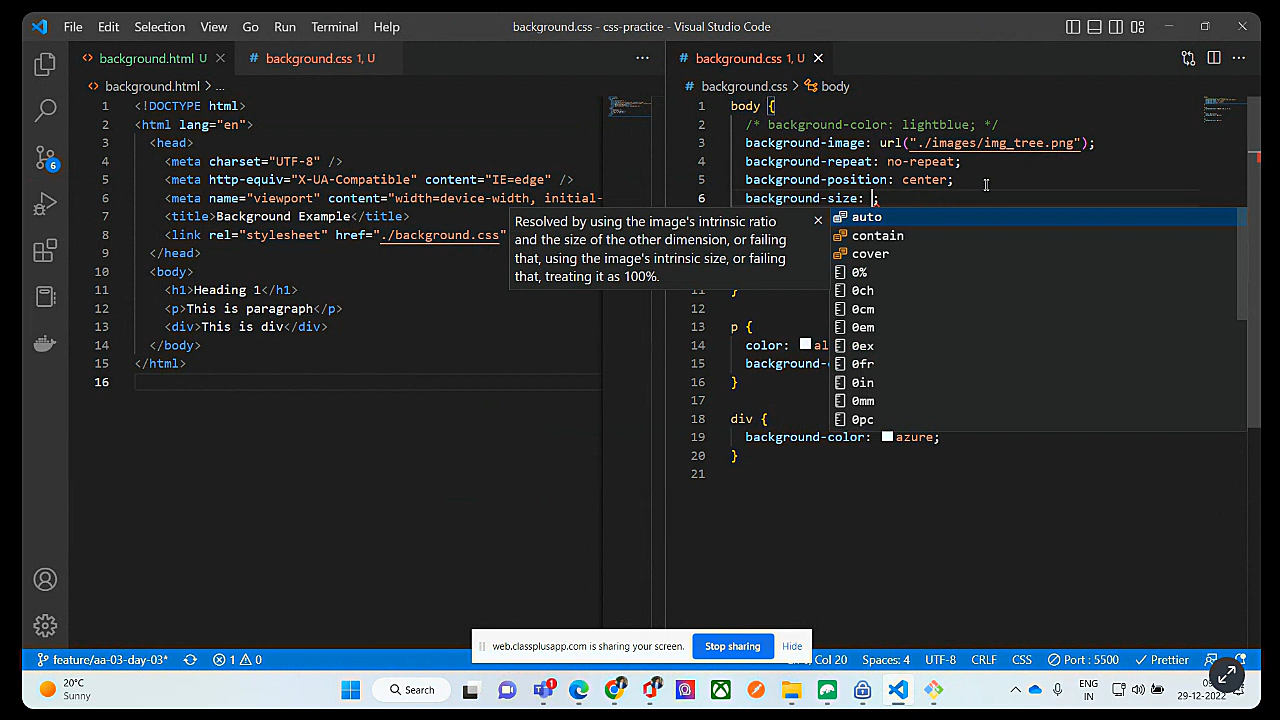 File Edit Selection View Go Run Terminal Help
background.css - css-practice - Visual Studio Code
background.html U
background.css 1, U
background.html > ...
1 <!DOCTYPE html>
2 <html lang="en">
3 <head>
4 <meta charset="UTF-8" />
5 <meta http-equiv="X-UA-Compatible" content="IE=edge" />
6 <meta name="viewport" content="width=device-width, initial-
7 <title>Background Example</title>
8 <link rel="stylesheet" href="./background.css"
9 </head>
10 <body>
11 <h1>Heading 1</h1>
12 <p>This is paragraph</p>
13 <div>This is div</div>
14 </body>
15 </html>
16
background.css 1, U
background.css > body
1 body {
2 /* background-color: lightblue; */
3 background-image: url("./images/img_tree.png");
4 background-repeat: no-repeat;
5 background-position: center;
6 background-size: ;
Resolved by using the image's intrinsic ratio
and the size of the other dimension, or failing
that, using the image's intrinsic size, or failing
that, treating it as 100%.
auto
contain
cover
0%
0ch
0cm
0em
0ex
0fr
0in
0mm
0pc
11 }
12
13 p {
14 color: al
15 background-c
16 }
17
18 div {
19 background-color: azure;
20 }
21
web.classplusapp.com is sharing your screen. Stop sharing Hide
feature/aa-03-day-03* 1 0
Col 20 Spaces: 4 UTF-8 CRLF CSS Port : 5500 Prettier
6
20°C
Sunny
Search
1
ENG
IN
29-12-2022